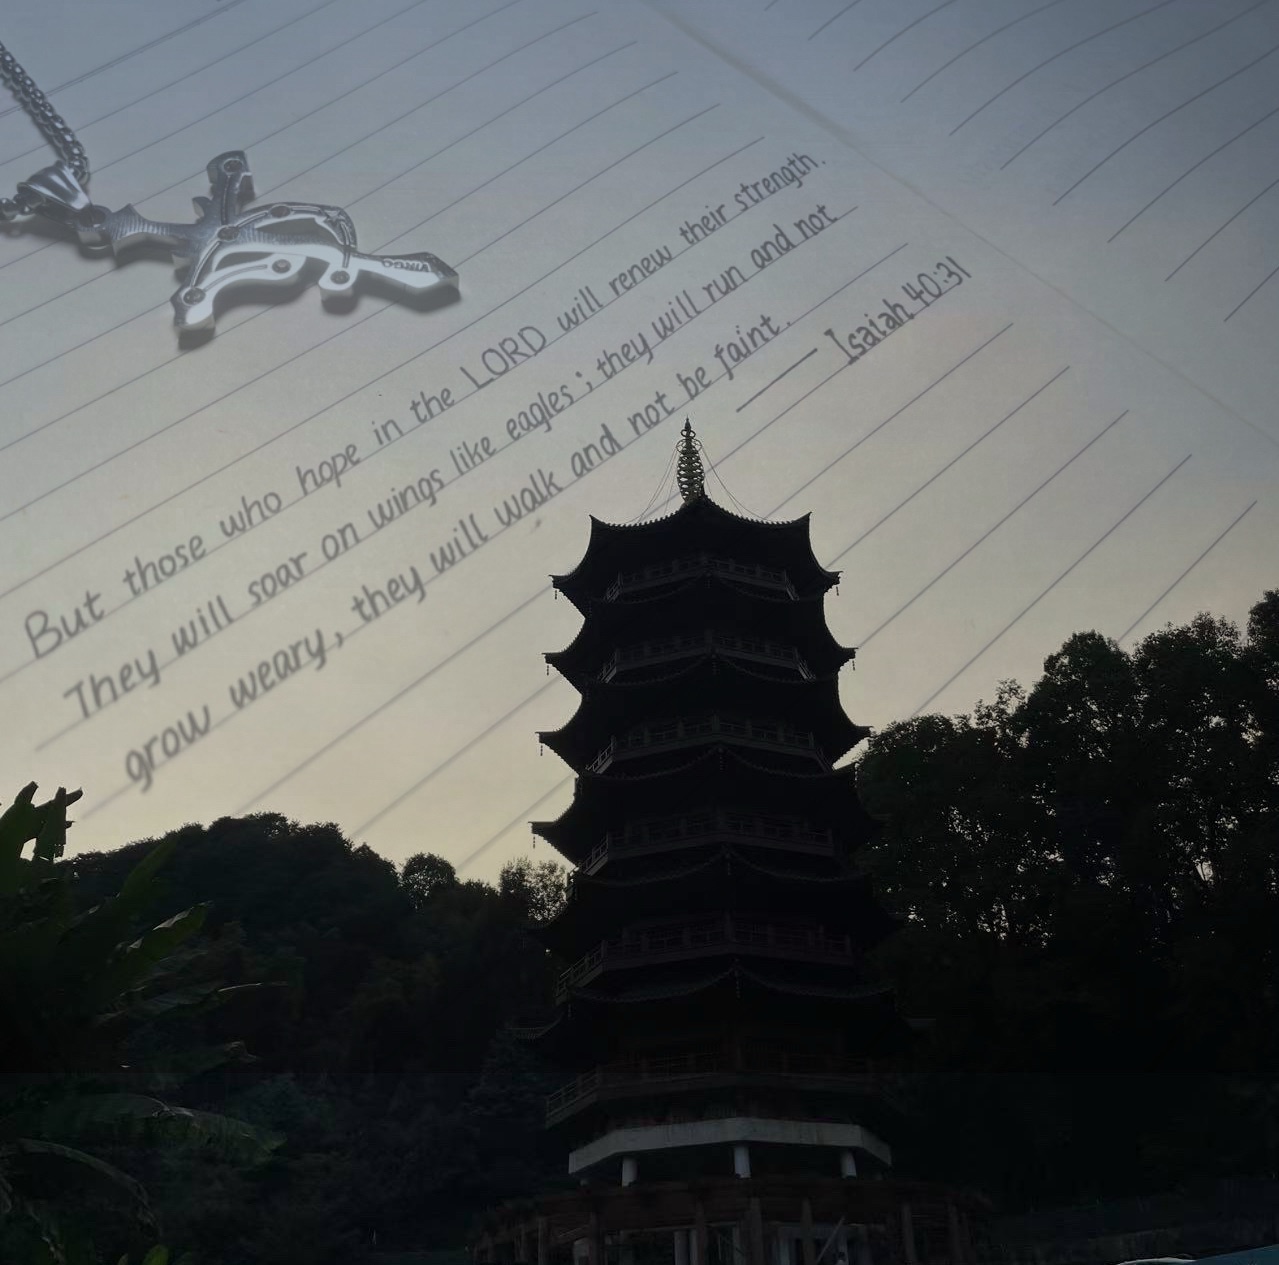 VIRGO
But those who hope in the LORD will renew their strength.
They will soar on wings like eagles; they will run and not
grow weary, they will walk and not be faint.
—— Isaiah 40:31